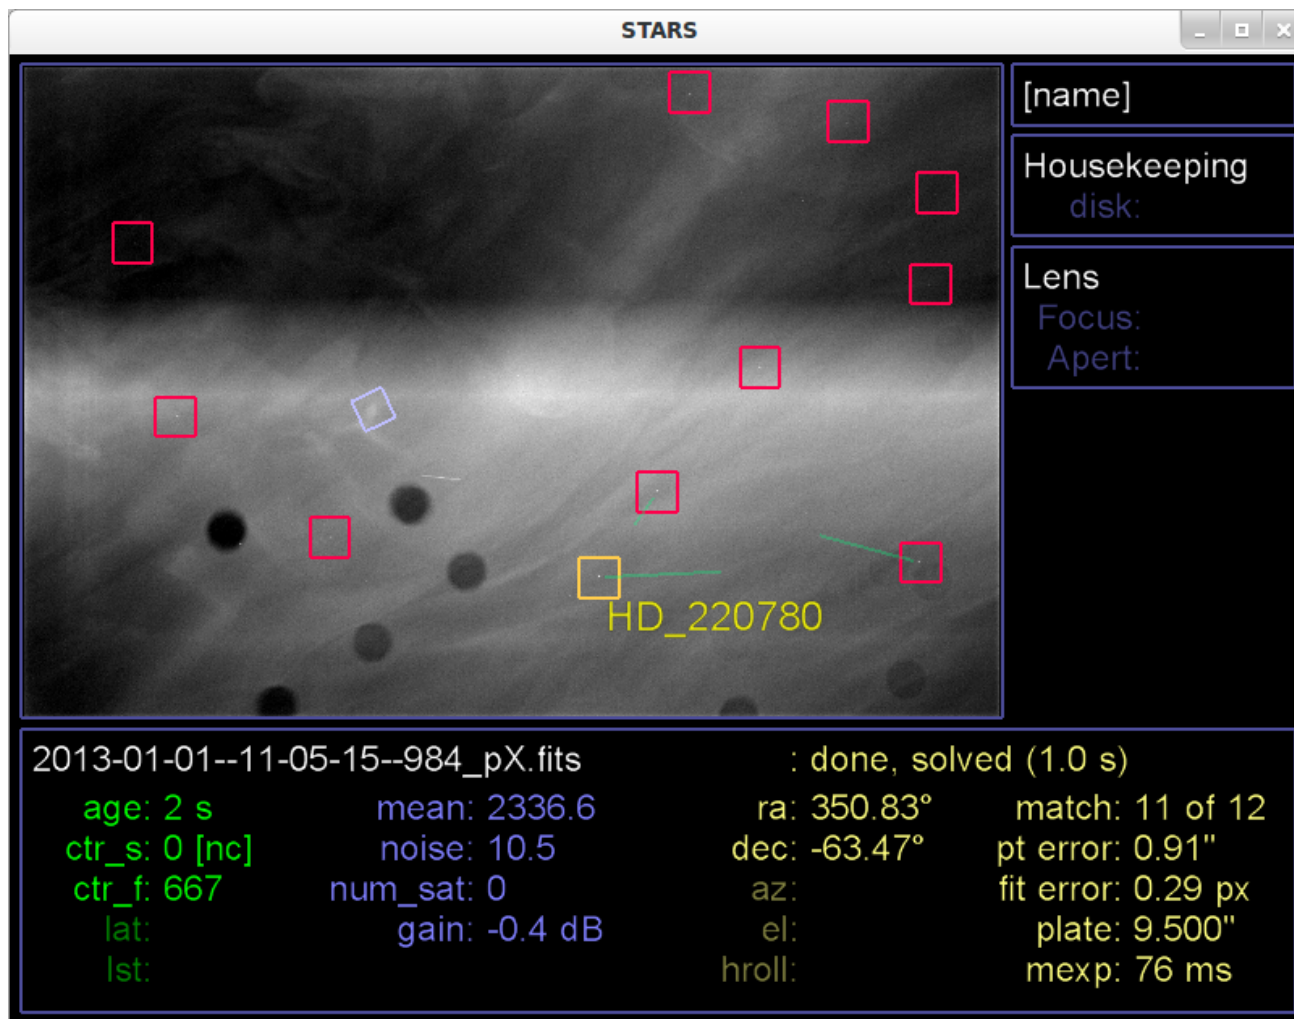 STARS
[name]
Housekeeping
disk:
Lens
Focus:
Apert:
HD_220780
2013-01-01--11-05-15--984_pX.fits : done, solved (1.0 s)
age: 2 s mean: 2336.6 ra: 350.83° match: 11 of 12
ctr_s: 0 [nc] noise: 10.5 dec: -63.47° pt error: 0.91"
ctr_f: 667 num_sat: 0 az: fit error: 0.29 px
lat: gain: -0.4 dB el: plate: 9.500"
lst: hroll: mexp: 76 ms